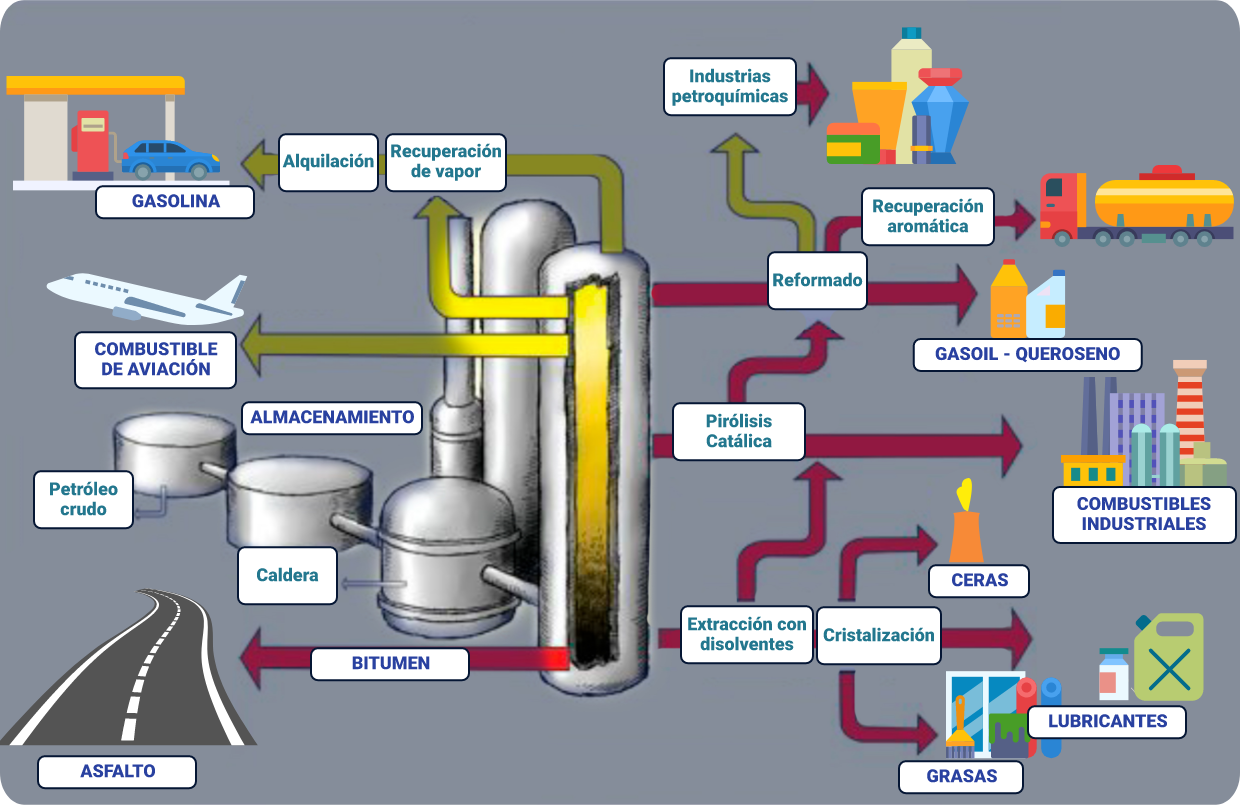 Industrias
petroquímicas
Alquilación
Recuperación
de vapor
GASOLINA
Recuperación
aromática
Reformado
COMBUSTIBLE
DE AVIACIÓN
GASOIL - QUEROSENO
ALMACENAMIENTO
Pirólisis
Catálica
Petróleo
crudo
COMBUSTIBLES
INDUSTRIALES
Caldera
CERAS
Extracción con
disolventes
Cristalización
BITUMEN
LUBRICANTES
ASFALTO
GRASAS